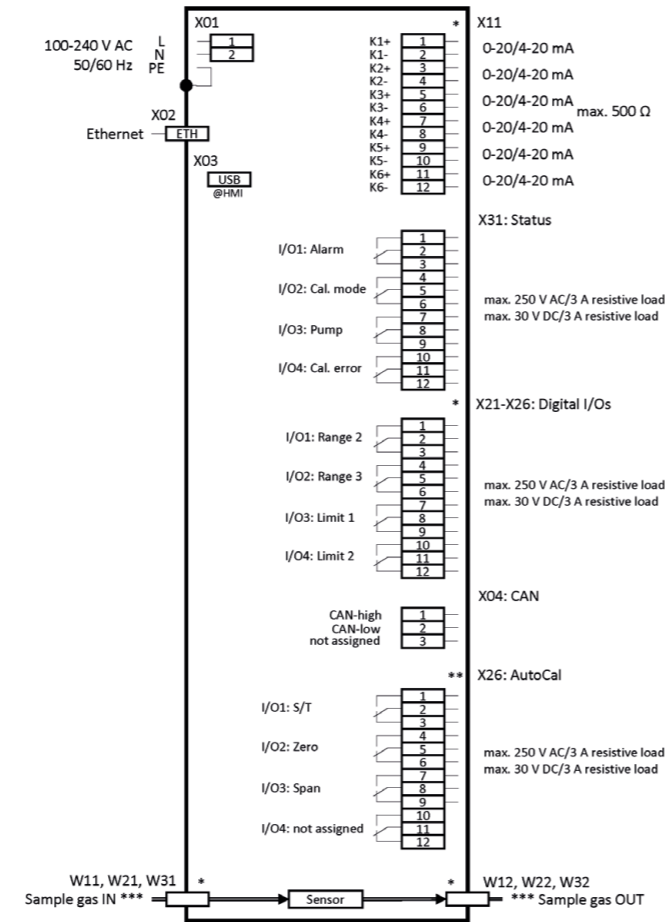 X01
100-240 V AC
50/60 Hz
L
N
PE
1
2
X02
Ethernet
ETH
X03
USB
@HMI
* X11
K1+ 1 0-20/4-20 mA
K1- 2
K2+ 3 0-20/4-20 mA
K2- 4
K3+ 5 0-20/4-20 mA
K3- 6 max. 500 Ω
K4+ 7 0-20/4-20 mA
K4- 8
K5+ 9 0-20/4-20 mA
K5- 10
K6+ 11 0-20/4-20 mA
K6- 12
X31: Status
1
I/O1: Alarm 2
3
4
I/O2: Cal. mode 5
6
7
I/O3: Pump 8
9
10
I/O4: Cal. error 11
12
max. 250 V AC/3 A resistive load
max. 30 V DC/3 A resistive load
* X21-X26: Digital I/Os
1
I/O1: Range 2 2
3
4
I/O2: Range 3 5
6
7
I/O3: Limit 1 8
9
10
I/O4: Limit 2 11
12
max. 250 V AC/3 A resistive load
max. 30 V DC/3 A resistive load
X04: CAN
CAN-high 1
CAN-low 2
not assigned 3
** X26: AutoCal
1
I/O1: S/T 2
3
4
I/O2: Zero 5
6
7
I/O3: Span 8
9
10
I/O4: not assigned 11
12
max. 250 V AC/3 A resistive load
max. 30 V DC/3 A resistive load
W11, W21, W31 *
Sample gas IN ***
Sensor
* W12, W22, W32
*** Sample gas OUT